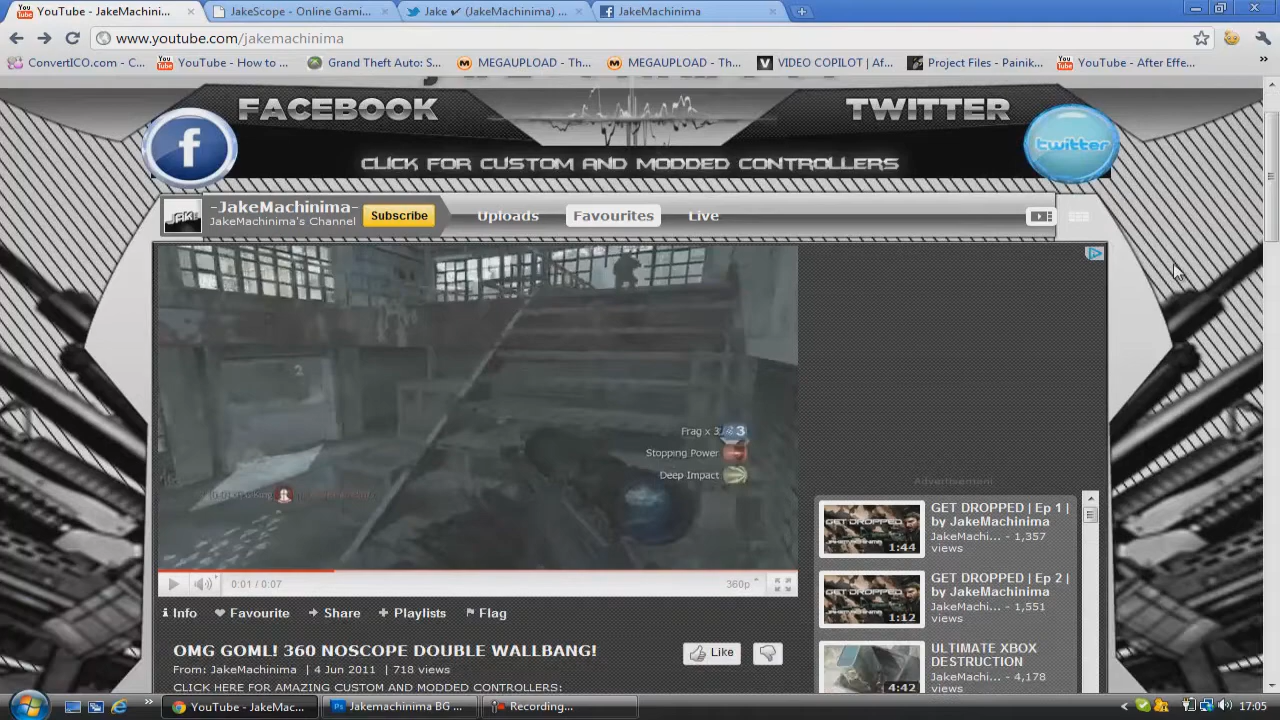 YouTube - JakeMachinima
JakeScope - Online Gami...
Jake ✔ (JakeMachinima) ...
JakeMachinima
www.youtube.com/jakemachinima
ConvertICO.com - C...
YouTube - How to ...
Grand Theft Auto: S...
MEGAUPLOAD - Th...
MEGAUPLOAD - Th...
VIDEO COPILOT | Af...
Project Files - Painik...
YouTube - After Effe...
FACEBOOK
TWITTER
f
twitter
CLICK FOR CUSTOM AND MODDED CONTROLLERS
-JakeMachinima-
JakeMachinima's Channel
Subscribe
Uploads
Favourites
Live
2
Frag x 3
3
Stopping Power
Deep Impact
Advertisement
GET DROPPED | Ep 1 |
by JakeMachinima
JakeMachi... - 1,357
views
1:44
GET DROPPED | Ep 2 |
by JakeMachinima
JakeMachi... - 1,551
views
1:12
ULTIMATE XBOX
DESTRUCTION
JakeMachi... - 4,178
views
4:42
0:01 / 0:07
360p
Info
Favourite
Share
Playlists
Flag
OMG GOML! 360 NOSCOPE DOUBLE WALLBANG!
Like
From: JakeMachinima | 4 Jun 2011 | 718 views
CLICK HERE FOR AMAZING CUSTOM AND MODDED CONTROLLERS:
YouTube - JakeMac...
Jakemachinima BG ...
Recording...
17:05